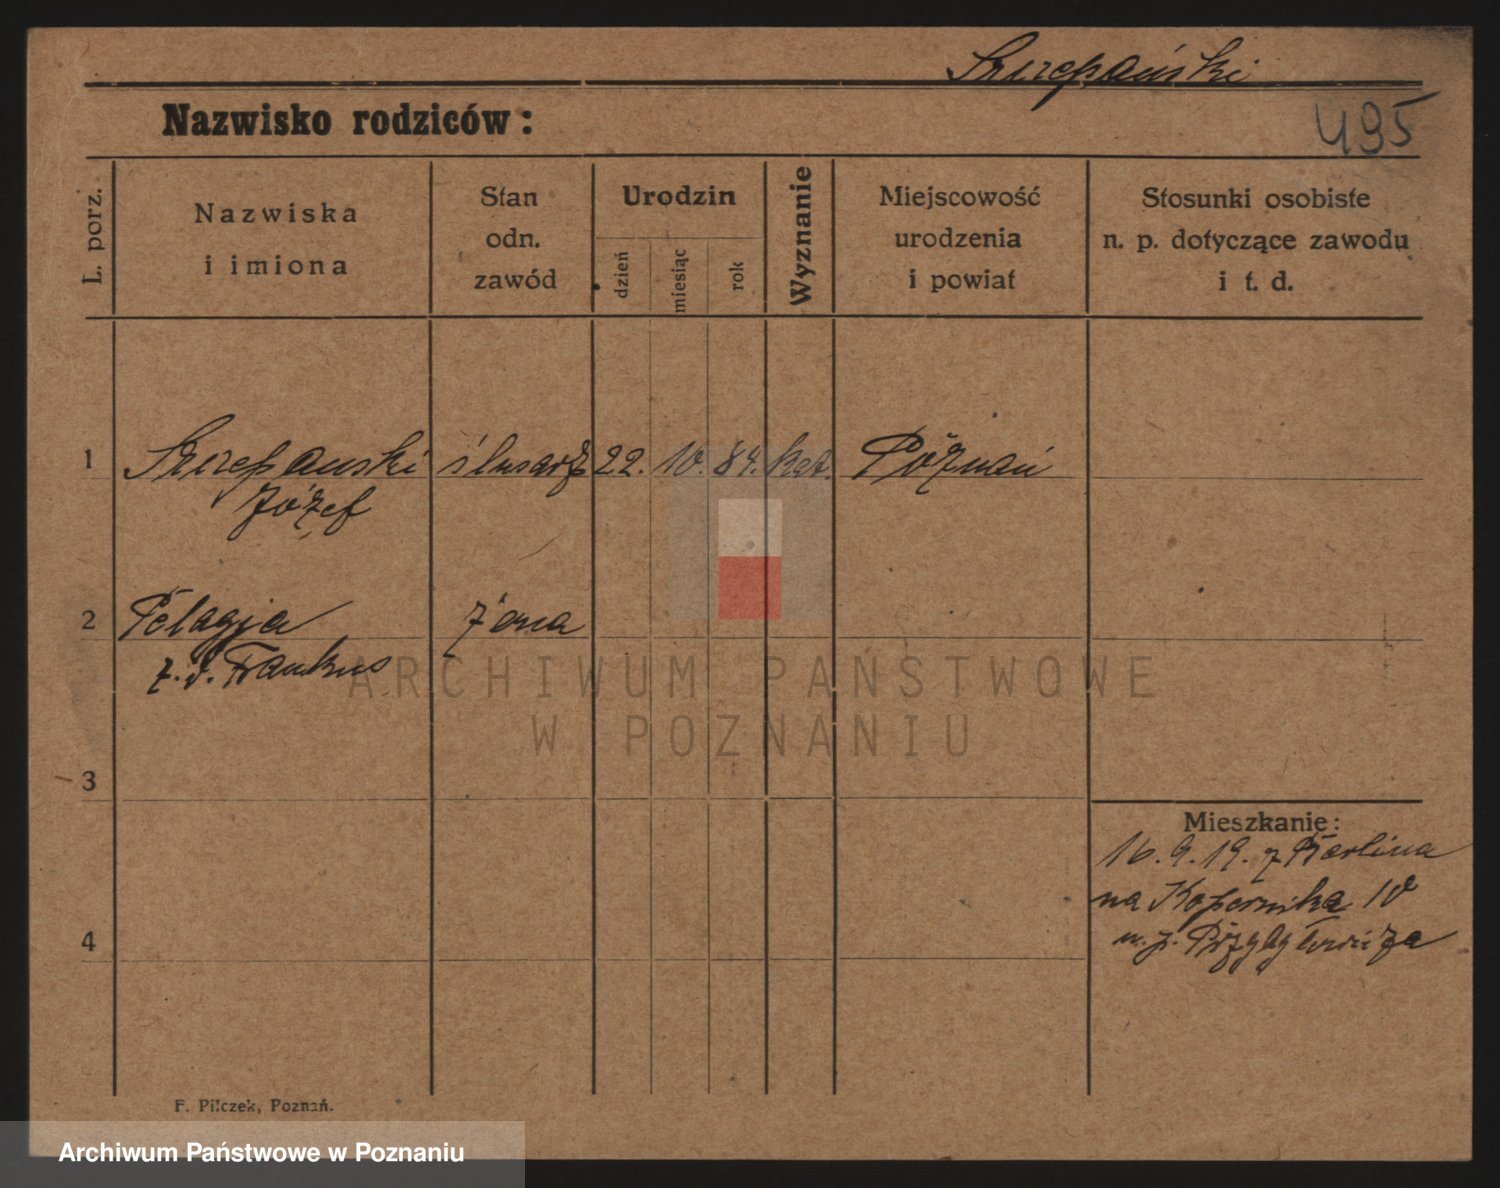 Szczepański
Nazwisko rodziców:
495
L. porz.
Nazwiska
i imiona
Stan
odn.
zawód
Urodzin
dzień
miesiąc
rok
Wyznanie
Miejscowość
urodzenia
i powiat
Stosunki osobiste
n. p. dotyczące zawodu
i t. d.
1 Szczepanski ślusarz 22. 10. 84. kat. Poznań
Józef
2 Pelagja żona
z. d. Frankus
ARCHIWUM PAŃSTWOWE
W POZNANIU
3
Mieszkanie:
16. 9. 19. z Berlina
na Kopernika 10
4
F. Pilczek, Poznań.
Archiwum Państwowe w Poznaniu